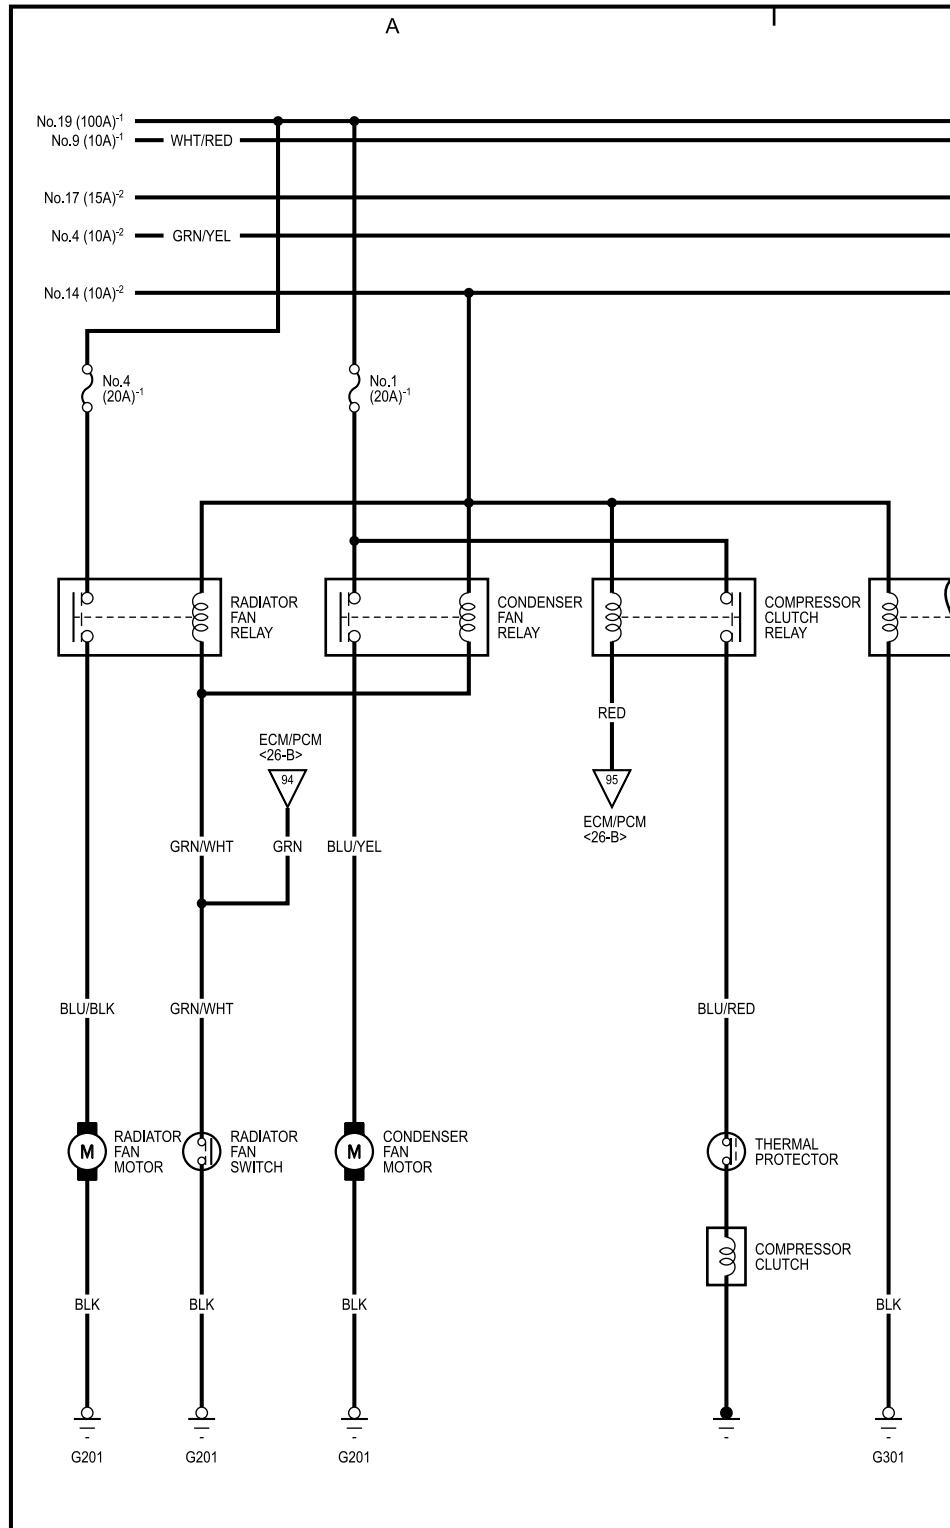 A
No.19 (100A)-1
No.9 (10A)-1 WHT/RED
No.17 (15A)-2
No.4 (10A)-2 GRN/YEL
No.14 (10A)-2
No.4
(20A)-1
No.1
(20A)-1
RADIATOR
FAN
RELAY
CONDENSER
FAN
RELAY
COMPRESSOR
CLUTCH
RELAY
RED
ECM/PCM
<26-B>
94
95
ECM/PCM
<26-B>
GRN/WHT
GRN
BLU/YEL
BLU/BLK
GRN/WHT
BLU/RED
M
RADIATOR
FAN
MOTOR
RADIATOR
FAN
SWITCH
M
CONDENSER
FAN
MOTOR
THERMAL
PROTECTOR
COMPRESSOR
CLUTCH
BLK
BLK
BLK
BLK
G201
G201
G201
G301